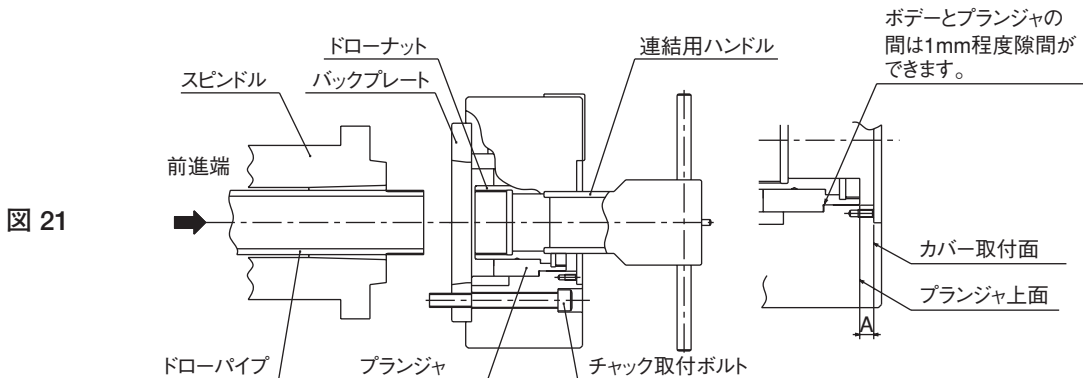 ボデーとプランジャの
間は1mm程度隙間が
できます。
ドローナット
連結用ハンドル
スピンドル
バックプレート
前進端
図 21
カバー取付面
プランジャ上面
A
ドローパイプ
プランジャ
チャック取付ボルト